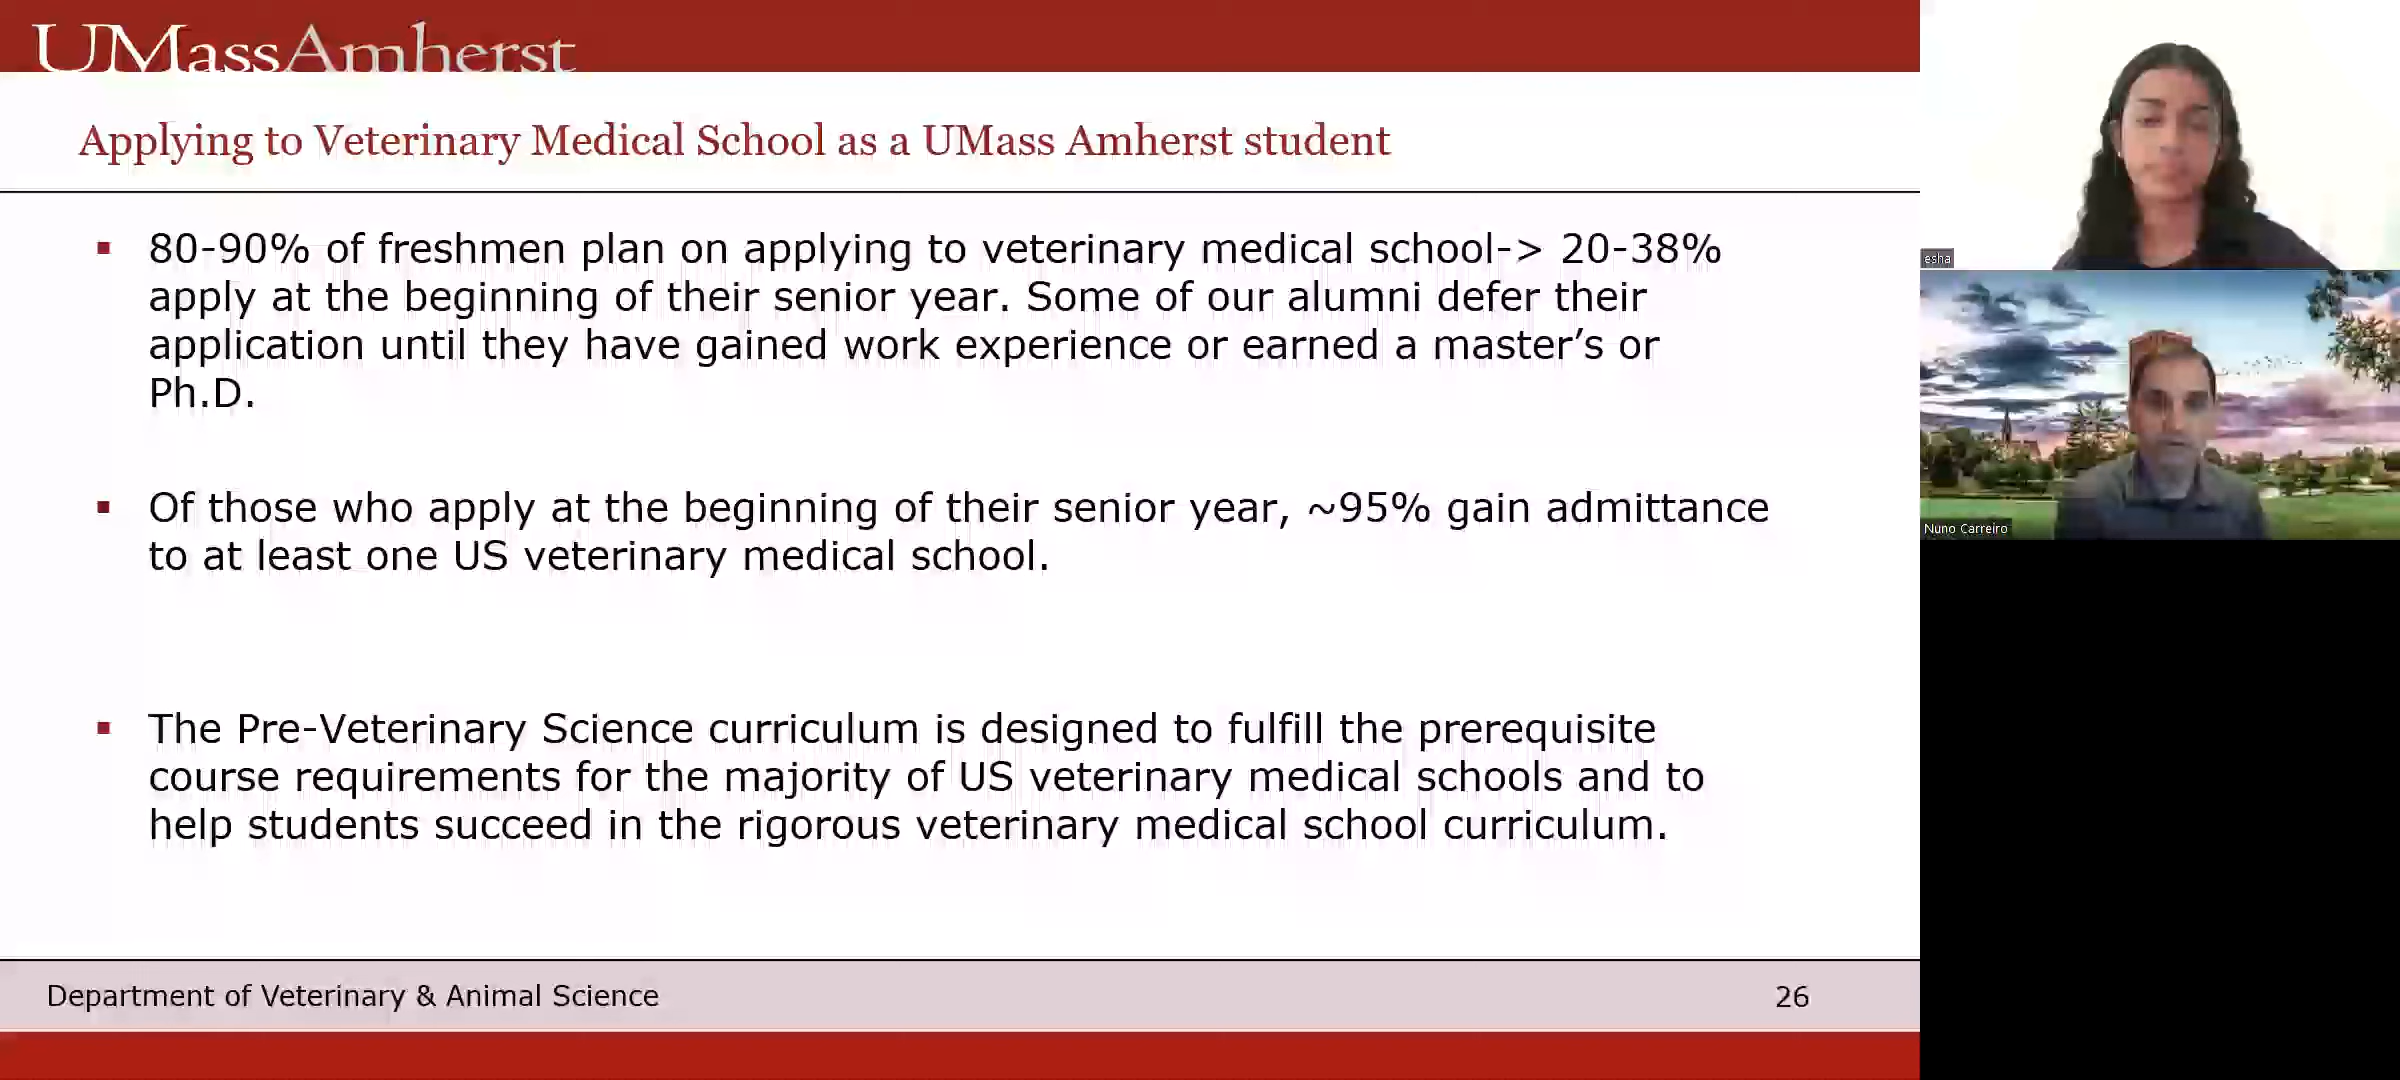 UMassAmherst
Applying to Veterinary Medical School as a UMass Amherst student
▪ 80-90% of freshmen plan on applying to veterinary medical school-> 20-38%
apply at the beginning of their senior year. Some of our alumni defer their
application until they have gained work experience or earned a master’s or
Ph.D.
▪ Of those who apply at the beginning of their senior year, ~95% gain admittance
to at least one US veterinary medical school.
▪ The Pre-Veterinary Science curriculum is designed to fulfill the prerequisite
course requirements for the majority of US veterinary medical schools and to
help students succeed in the rigorous veterinary medical school curriculum.
Department of Veterinary & Animal Science
26
esha
Nuno Carreiro